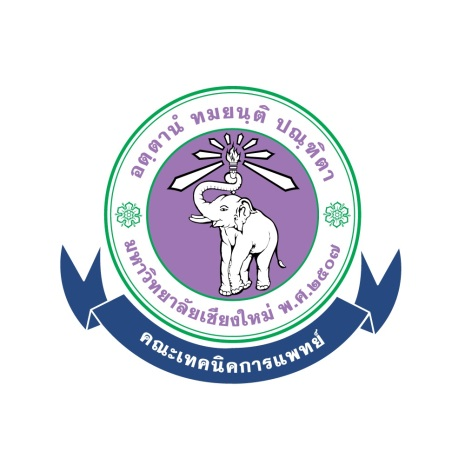 อตฺตานํ ทมยนฺติ ปณฺฑิตา
มหาวิทยาลัยเชียงใหม่ พ.ศ.๒๕๐๗
คณะเทคนิคการแพทย์